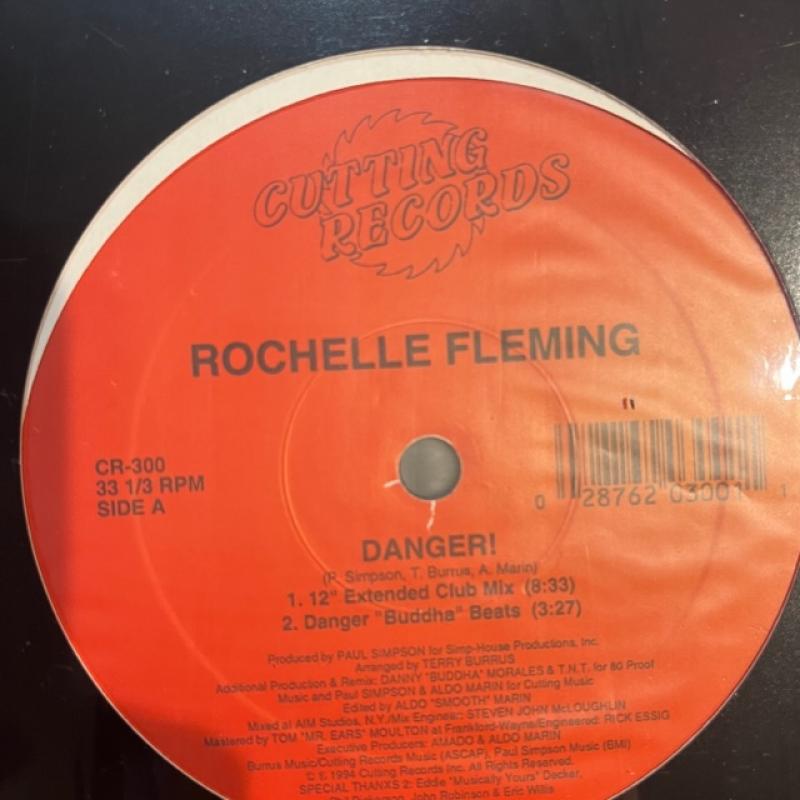 CUTTING
RECORDS
ROCHELLE FLEMING
CR-300
33 1/3 RPM
SIDE A
0 28762 03001 1
DANGER!
(P. Simpson, T. Burrus, A. Marin)
1. 12" Extended Club Mix (8:33)
2. Danger "Buddha" Beats (3:27)
Produced by PAUL SIMPSON for Simp-House Productions, Inc.
Arranged by TERRY BURRUS
Additional Production & Remix: DANNY "BUDDHA" MORALES & T.N.T. for 80 Proof
Music and Paul SIMPSON & ALDO MARIN for Cutting Music
Edited by ALDO "SMOOTH" MARIN
Mixed at AIM Studios, N.Y./Mix Engineer: STEVEN JOHN McLOUGHLIN
Mastered by TOM "MR. EARS" MOULTON at Frankford-Wayne/Engineered: RICK ESSIG
Executive Producers: AMADO & ALDO MARIN
Burrus Music/Cutting Records Music (ASCAP), Paul Simpson Music (BMI)
© ℗ 1994 Cutting Records Inc. All Rights Reserved.
SPECIAL THANXS 2: Eddie "Musically Yours" Decker,
John Robinson & Eric Willis